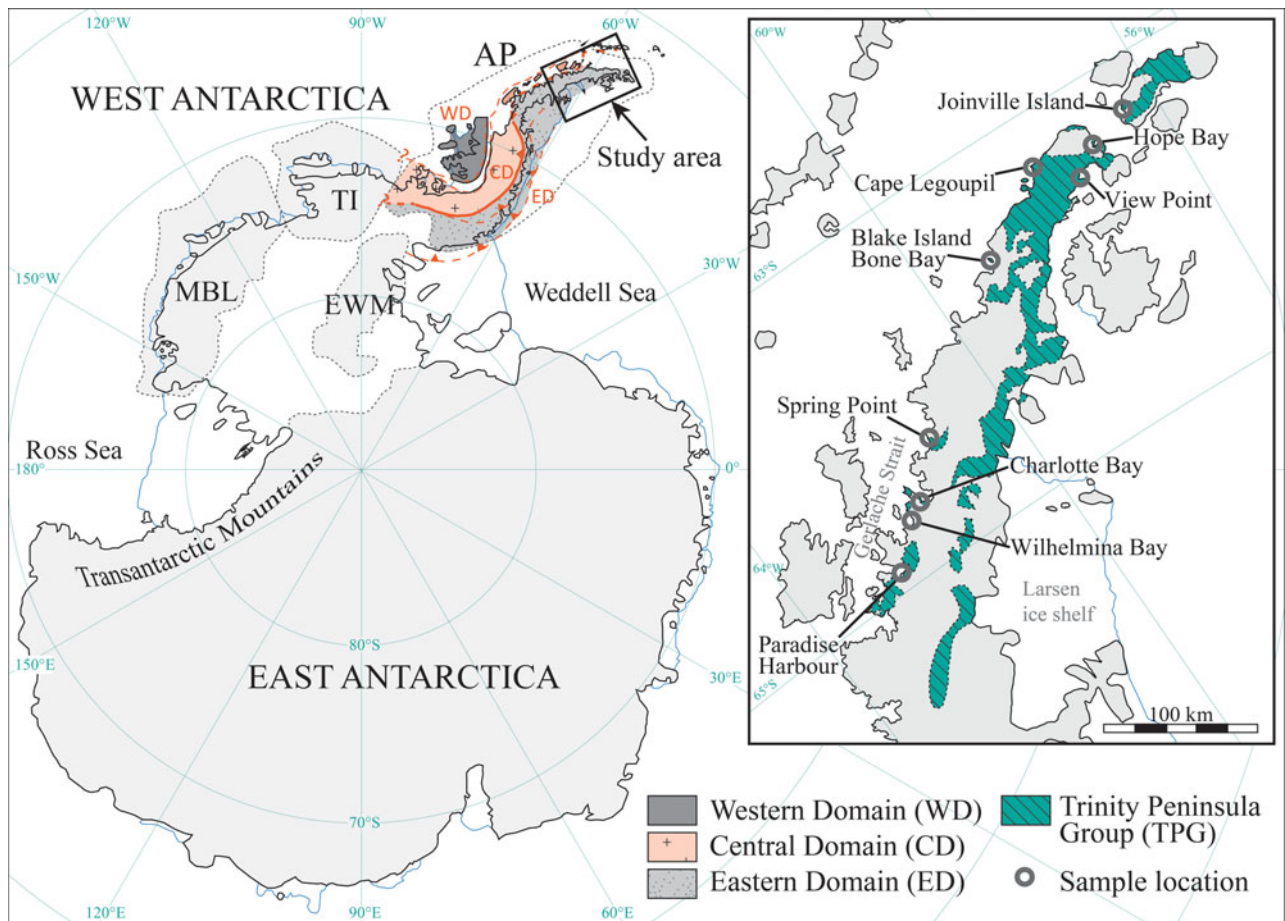 120°W
90°W
60°W
AP
WEST ANTARCTICA
WD
Study area
?
CD
ED
TI
150°W
30°W
MBL
EWM
Weddell Sea
Ross Sea
180°
0°
Transantarctic Mountains
80°S
150°E
EAST ANTARCTICA
30°E
70°S
120°E
60°E
60°W
56°W
Joinville Island
Hope Bay
Cape Legoupil
View Point
Blake Island
Bone Bay
63°S
Spring Point
Charlotte Bay
Gerlache Strait
Wilhelmina Bay
64°W
Larsen
ice shelf
Paradise
Harbour
65°S
100 km
Western Domain (WD)
Central Domain (CD)
Eastern Domain (ED)
Trinity Peninsula
Group (TPG)
Sample location